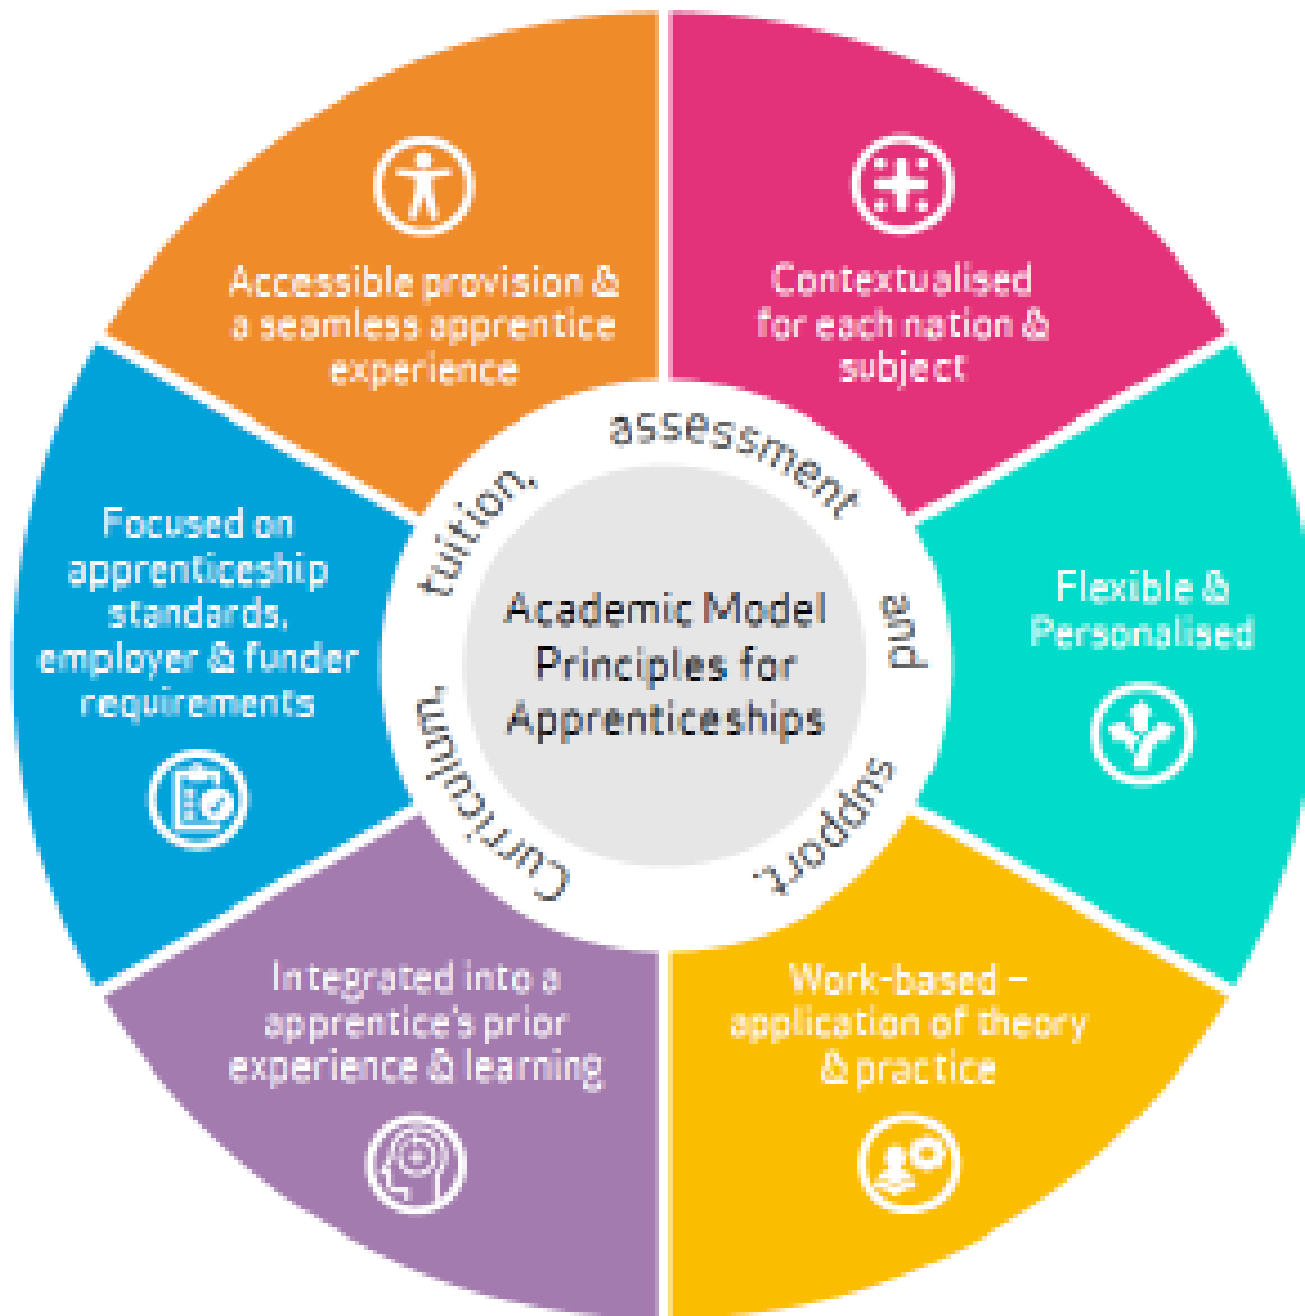 Accessible provision &
a seamless apprentice
experience
Contextualised
for each nation &
subject
Flexible &
Personalised
Work-based –
application of theory
& practice
Integrated into a
apprentice's prior
experience & learning
Focused on
apprenticeship
standards,
employer & funder
requirements
Curriculum, tuition, assessment and support.
Academic Model
Principles for
Apprenticeships